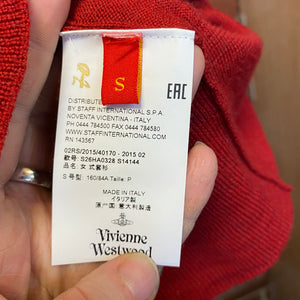 S
EAC
DISTRIBUTED
BY STAFF INTERNATIONAL S.P.A.
NOVENTA VICENTINA - ITALY
PH 0444 784500 FAX 0444 784580
WWW.STAFFINTERNATIONAL.COM
RN 143567
02RS/2015/40170 - 2015 02
款号: S26HA0328 S14144
品名: 女 式套衫
S 号型: 160/84A Taille: P
MADE IN ITALY
イタリア製
原产国 意大利製造
Vivienne
Westwood